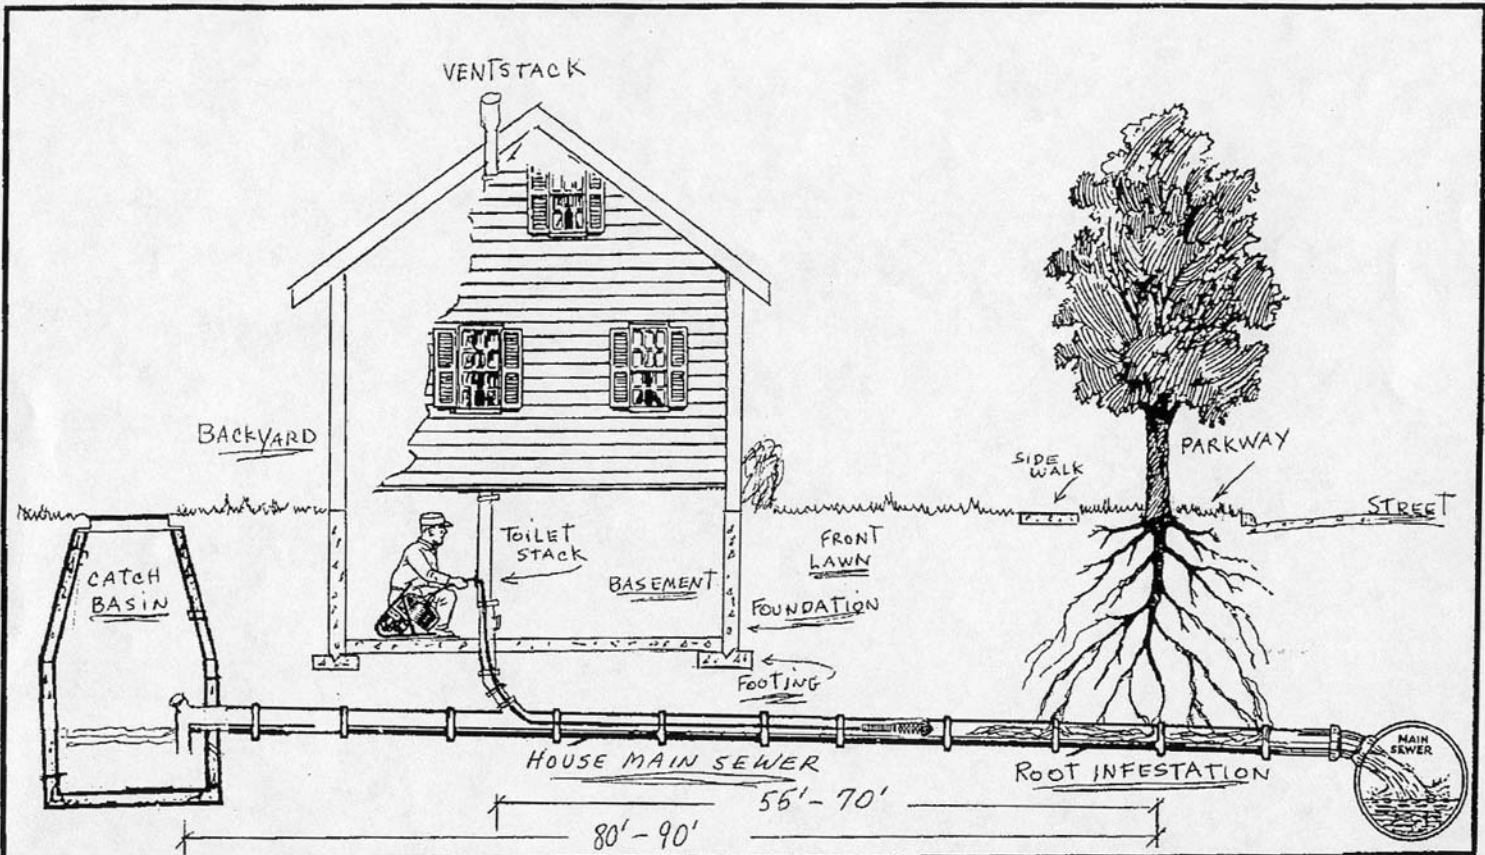 VENTSTACK
BACKYARD
SIDE
WALK
PARKWAY
STREET
TOILET
STACK
FRONT
LAWN
CATCH
BASIN
BASEMENT
FOUNDATION
FOOTING
HOUSE MAIN SEWER
ROOT INFESTATION
MAIN
SEWER
55'-70'
80'-90'